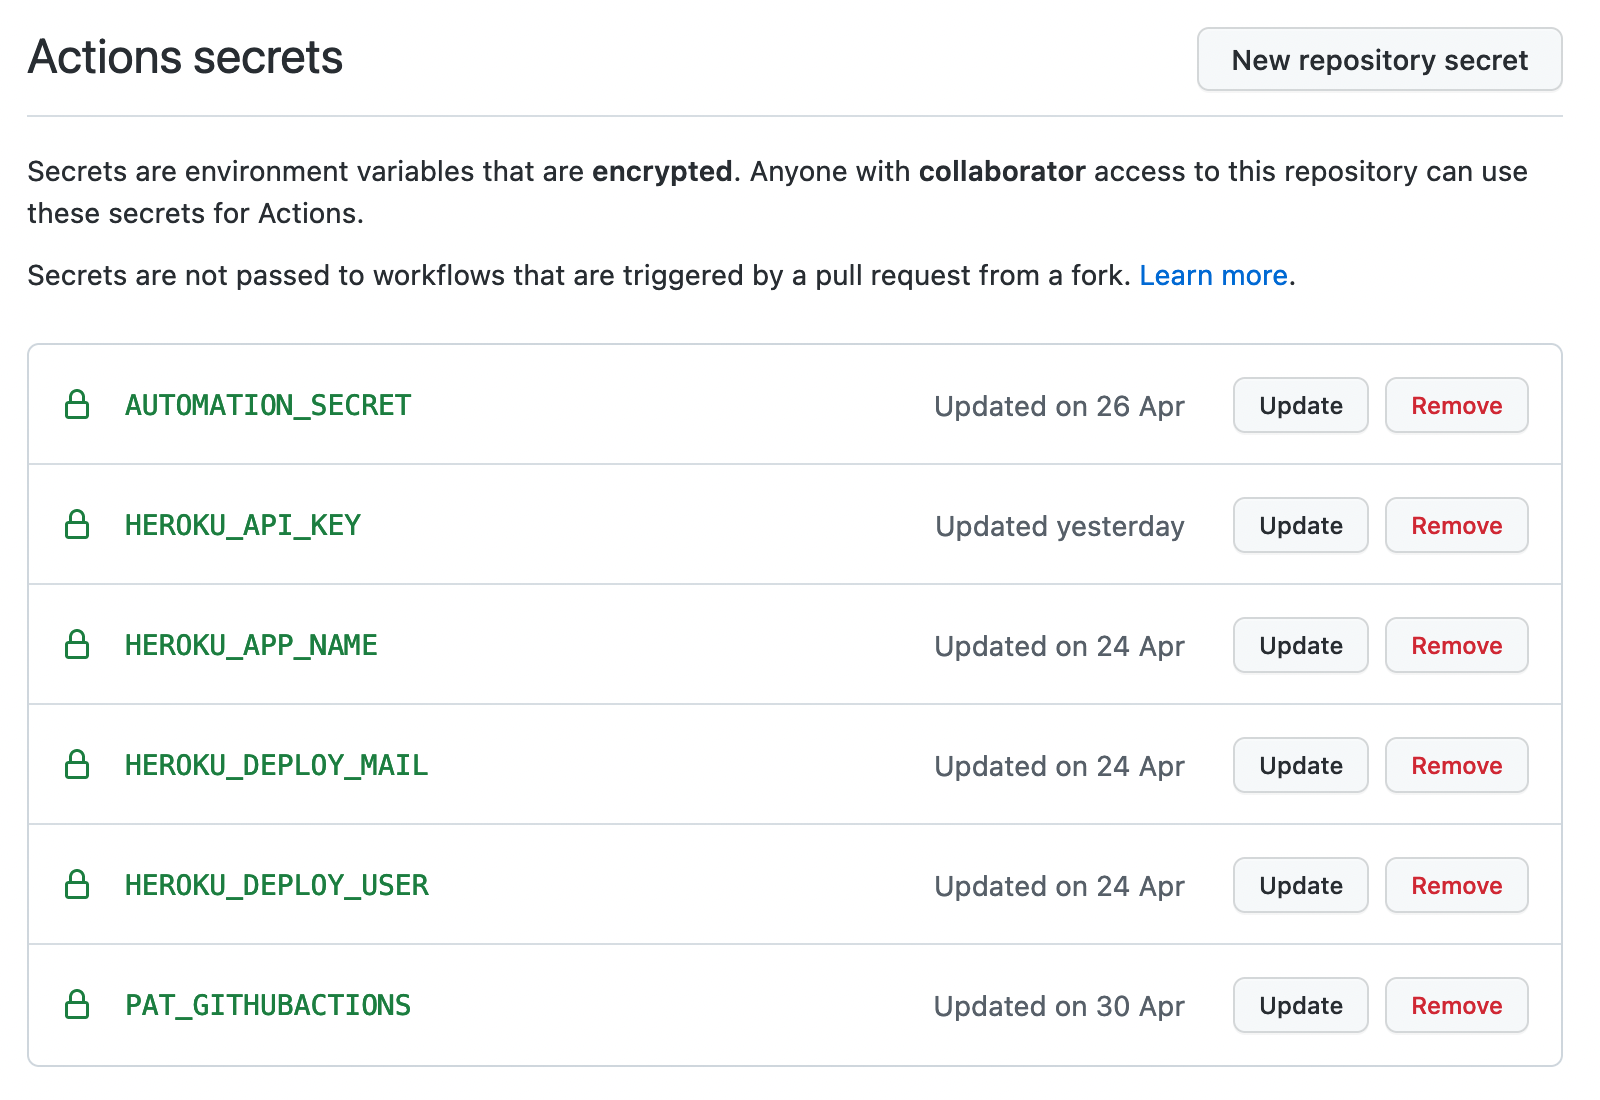 Actions secrets
New repository secret
Secrets are environment variables that are encrypted. Anyone with collaborator access to this repository can use
these secrets for Actions.
Secrets are not passed to workflows that are triggered by a pull request from a fork. Learn more.
AUTOMATION_SECRET Updated on 26 Apr Update Remove
HEROKU_API_KEY Updated yesterday Update Remove
HEROKU_APP_NAME Updated on 24 Apr Update Remove
HEROKU_DEPLOY_MAIL Updated on 24 Apr Update Remove
HEROKU_DEPLOY_USER Updated on 24 Apr Update Remove
PAT_GITHUBACTIONS Updated on 30 Apr Update Remove